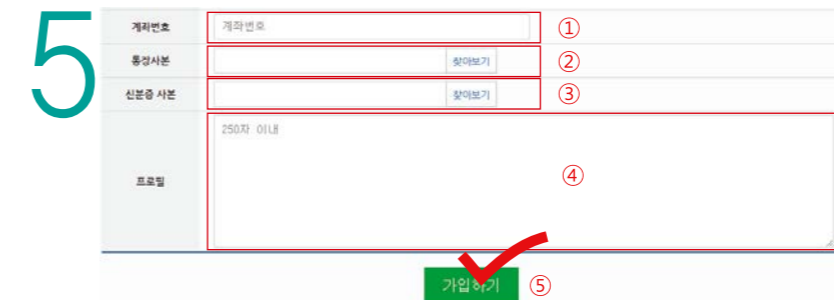 5
계좌번호 계좌번호 ①
통장사본 찾아보기 ②
신분증 사본 찾아보기 ③
250자 이내
프로필 ④
가입하기 ⑤